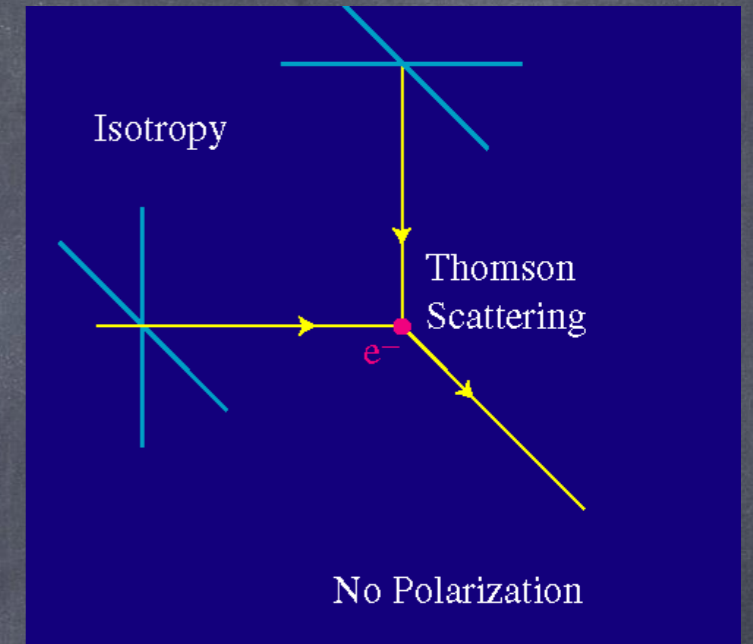 Isotropy
Thomson
Scattering
e⁻
No Polarization